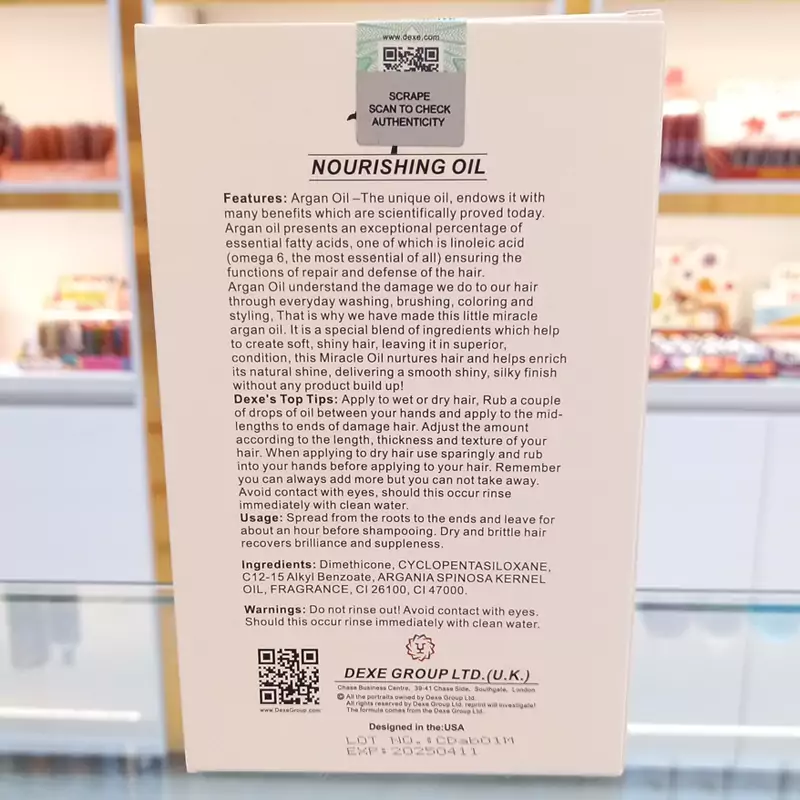 www.dexe.com
SCRAPE
SCAN TO CHECK
AUTHENTICITY
NOURISHING OIL
Features: Argan Oil –The unique oil, endows it with
many benefits which are scientifically proved today.
Argan oil presents an exceptional percentage of
essential fatty acids, one of which is linoleic acid
(omega 6, the most essential of all) ensuring the
functions of repair and defense of the hair.
Argan Oil understand the damage we do to our hair
through everyday washing, brushing, coloring and
styling, That is why we have made this little miracle
argan oil. It is a special blend of ingredients which help
to create soft, shiny hair, leaving it in superior,
condition, this Miracle Oil nurtures hair and helps enrich
its natural shine, delivering a smooth shiny, silky finish
without any product build up!
Dexe's Top Tips: Apply to wet or dry hair, Rub a couple
of drops of oil between your hands and apply to the mid-
lengths to ends of damage hair. Adjust the amount
according to the length, thickness and texture of your
hair. When applying to dry hair use sparingly and rub
into your hands before applying to your hair. Remember
you can always add more but you can not take away.
Avoid contact with eyes, should this occur rinse
immediately with clean water.
Usage: Spread from the roots to the ends and leave for
about an hour before shampooing. Dry and brittle hair
recovers brilliance and suppleness.
Ingredients: Dimethicone, CYCLOPENTASILOXANE,
C12-15 Alkyl Benzoate, ARGANIA SPINOSA KERNEL
OIL, FRAGRANCE, CI 26100, CI 47000.
Warnings: Do not rinse out! Avoid contact with eyes.
Should this occur rinse immediately with clean water.
DEXE GROUP LTD.(U.K.)
Chase Business Centre, 39-41 Chase Side, Southgate, London
© All the portraits owned by Dexe Group Ltd.
All rights reserved by Dexe Group Ltd. reprint will investigate!
The formula comes from the Dexe Group Ltd.
www.DexeGroup.com
Designed in the:USA
LOT NO.:CDab01M
EXP:20250411